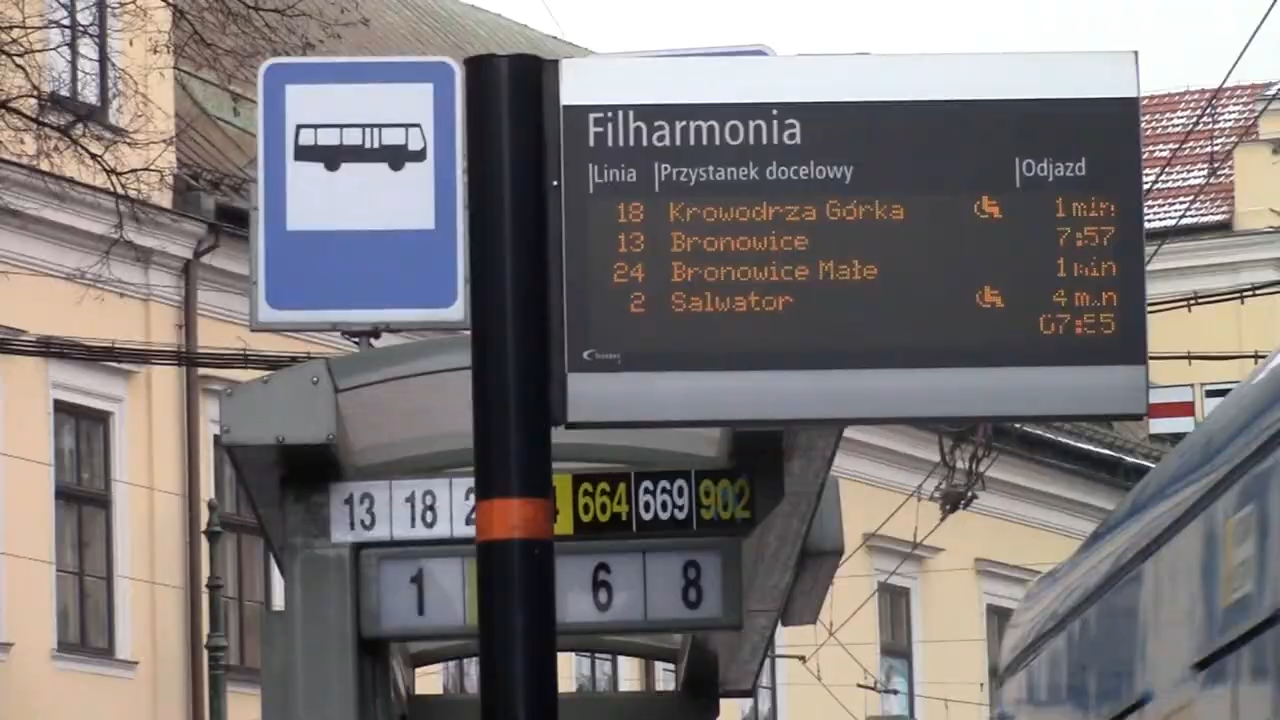 Filharmonia
Linia Przystanek docelowy Odjazd
18 Krowodrza Górka 1 min
13 Bronowice 7:57
24 Bronowice Małe 1 min
2 Salwator 4 min
07:55
13 18 2 664 669 902
1 6 8